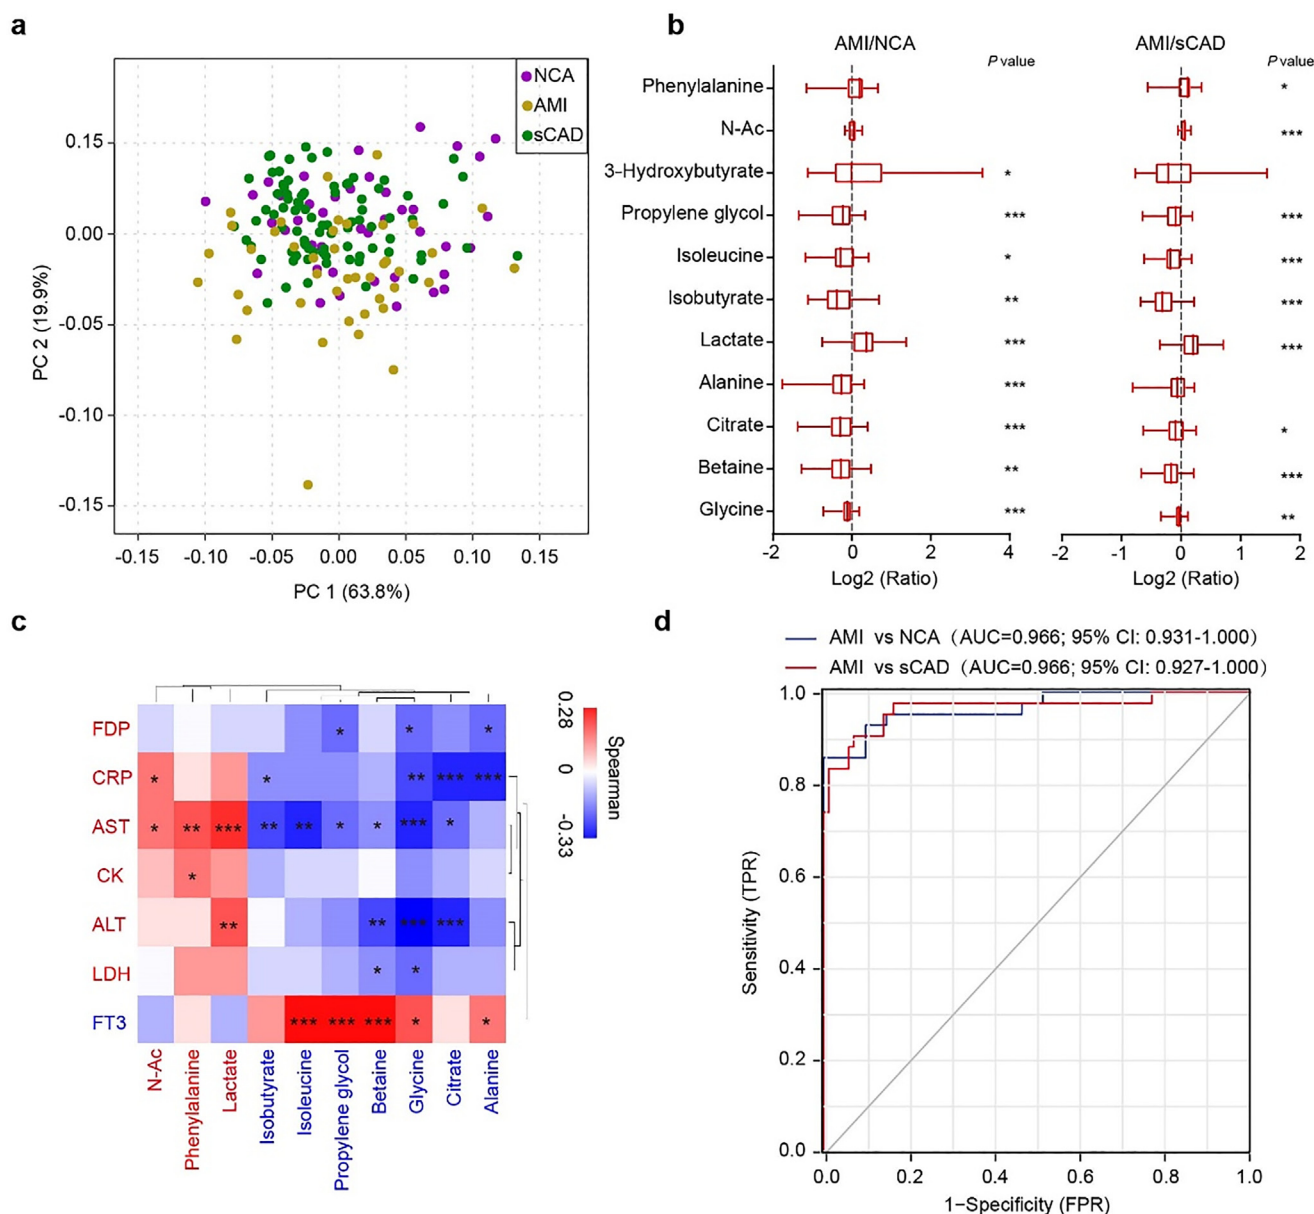 a
NCA
AMI
sCAD
0.15
0.00
-0.05
-0.10
-0.15
PC 2 (19.9%)
-0.15 -0.10 -0.05 0.00 0.05 0.10 0.15
PC 1 (63.8%)
b
AMI/NCA
P value
AMI/sCAD
P value
Phenylalanine *
N-Ac ***
3-Hydroxybutyrate *
Propylene glycol *** ***
Isoleucine * ***
Isobutyrate ** ***
Lactate *** ***
Alanine ***
Citrate *** *
Betaine ** ***
Glycine *** **
-2 0 2 4
Log2 (Ratio)
-2 -1 0 1 2
Log2 (Ratio)
c
0.28
0
-0.33
Spearman
FDP * * *
CRP * * ** *** ***
AST * ** *** ** ** * * *** *
CK *
ALT ** ** *** ***
LDH * *
FT3 *** *** *** * *
N-Ac
Phenylalanine
Lactate
Isobutyrate
Isoleucine
Propylene glycol
Betaine
Glycine
Citrate
Alanine
d
AMI vs NCA (AUC=0.966; 95% CI: 0.931-1.000)
AMI vs sCAD (AUC=0.966; 95% CI: 0.927-1.000)
1.0
0.8
0.6
0.4
0.2
0.0
Sensitivity (TPR)
0.0 0.2 0.4 0.6 0.8 1.0
1−Specificity (FPR)